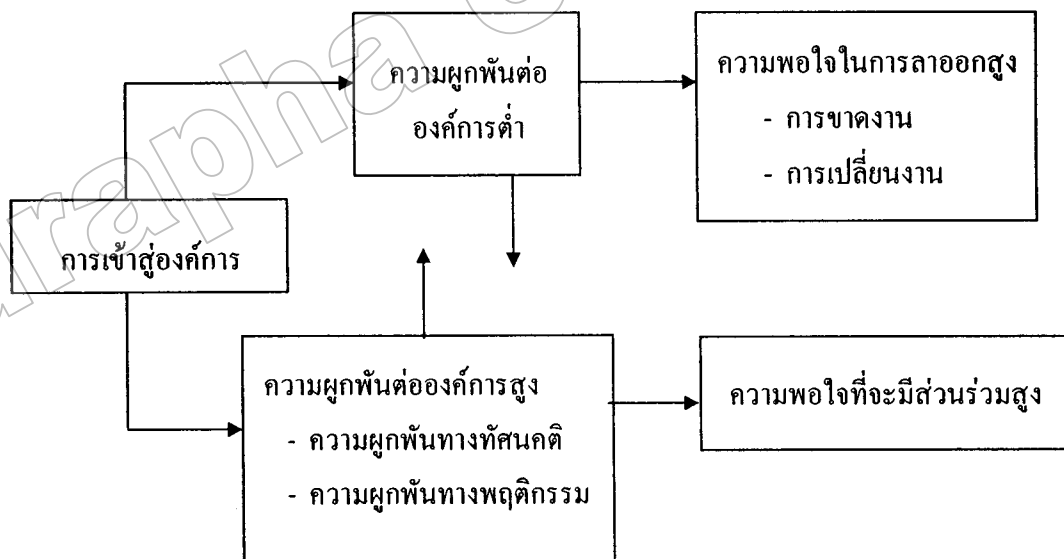 ความผูกพันต่อ
องค์การต่ำ
ความพอใจในการลาออกสูง
- การขาดงาน
- การเปลี่ยนงาน
การเข้าสู่องค์การ
ความผูกพันต่อองค์การสูง
- ความผูกพันทางทัศนคติ
- ความผูกพันทางพฤติกรรม
ความพอใจที่จะมีส่วนร่วมสูง